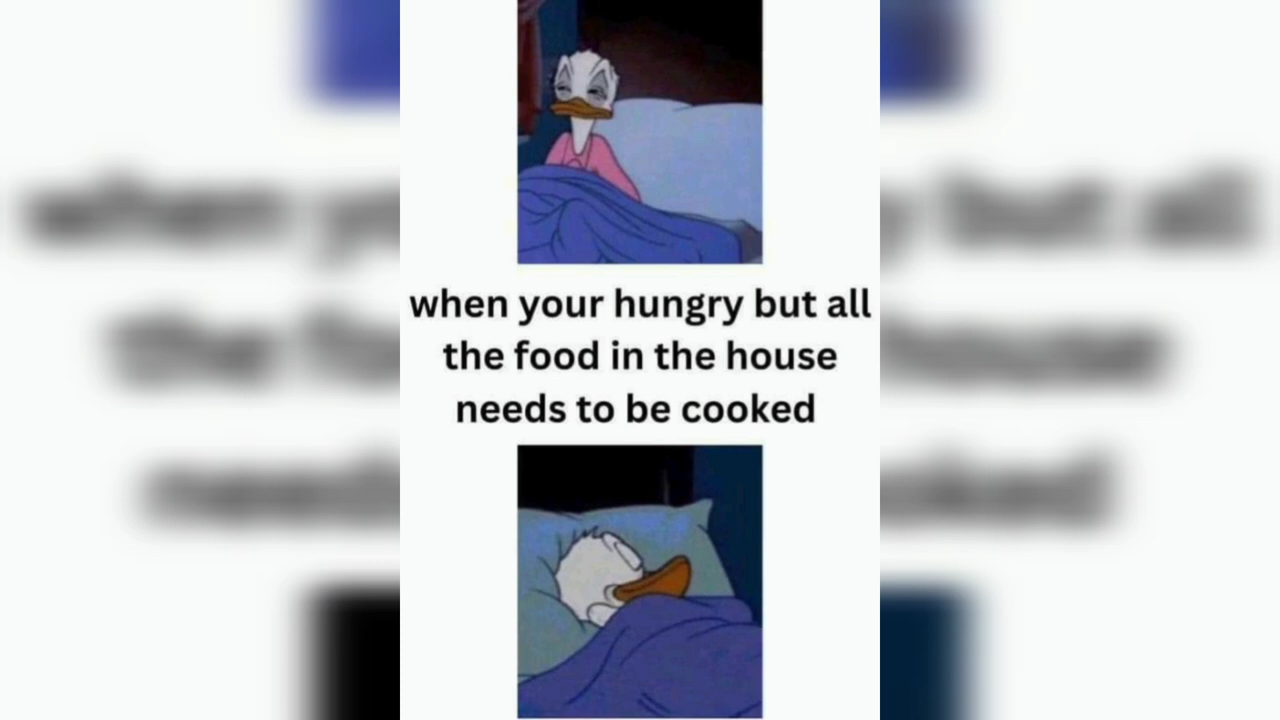 when your hungry but all
the food in the house
needs to be cooked